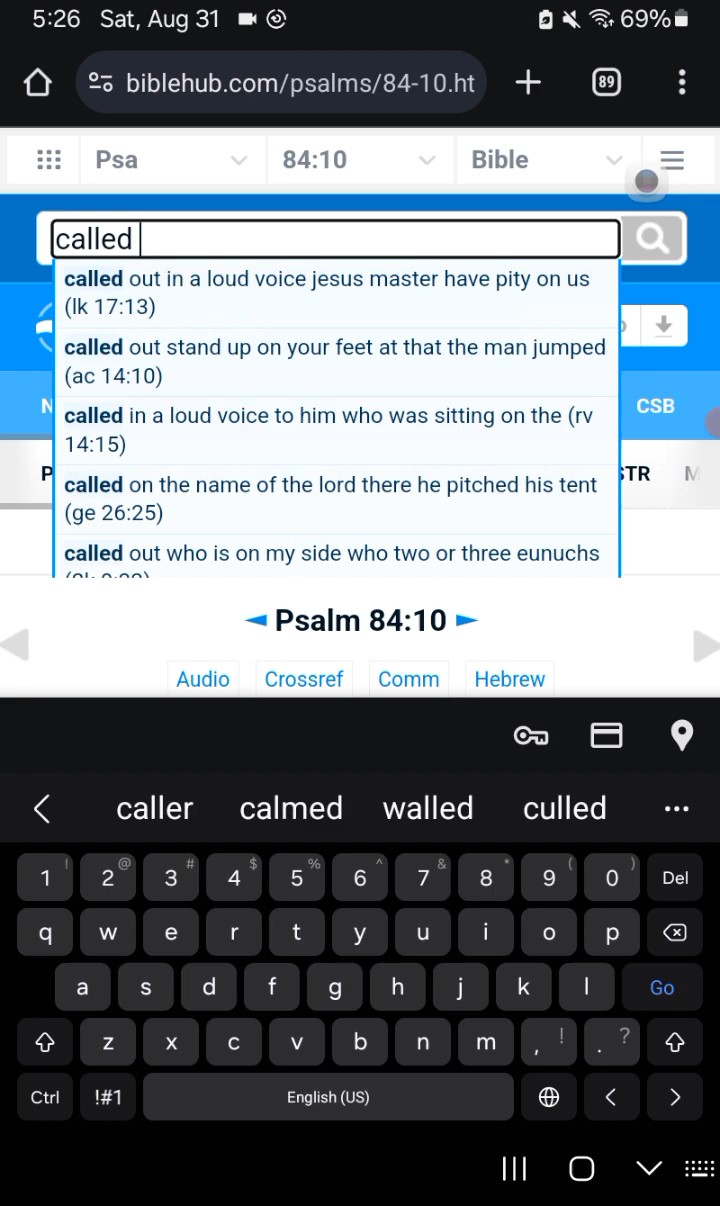 5:26 Sat, Aug 31 69%
biblehub.com/psalms/84-10.ht 89
Psa 84:10 Bible
called
called out in a loud voice jesus master have pity on us
(lk 17:13)
called out stand up on your feet at that the man jumped
(ac 14:10)
called in a loud voice to him who was sitting on the (rv
14:15)
called on the name of the lord there he pitched his tent
(ge 26:25)
called out who is on my side who two or three eunuchs
N CSB
P STR M
◄ Psalm 84:10 ►
Audio Crossref Comm Hebrew
caller calmed walled culled ...
! @ # $ % ^ & * ( )
1 2 3 4 5 6 7 8 9 0 Del
q w e r t y u i o p
a s d f g h j k l Go
z x c v b n m , ! . ?
Ctrl !#1 English (US) < >